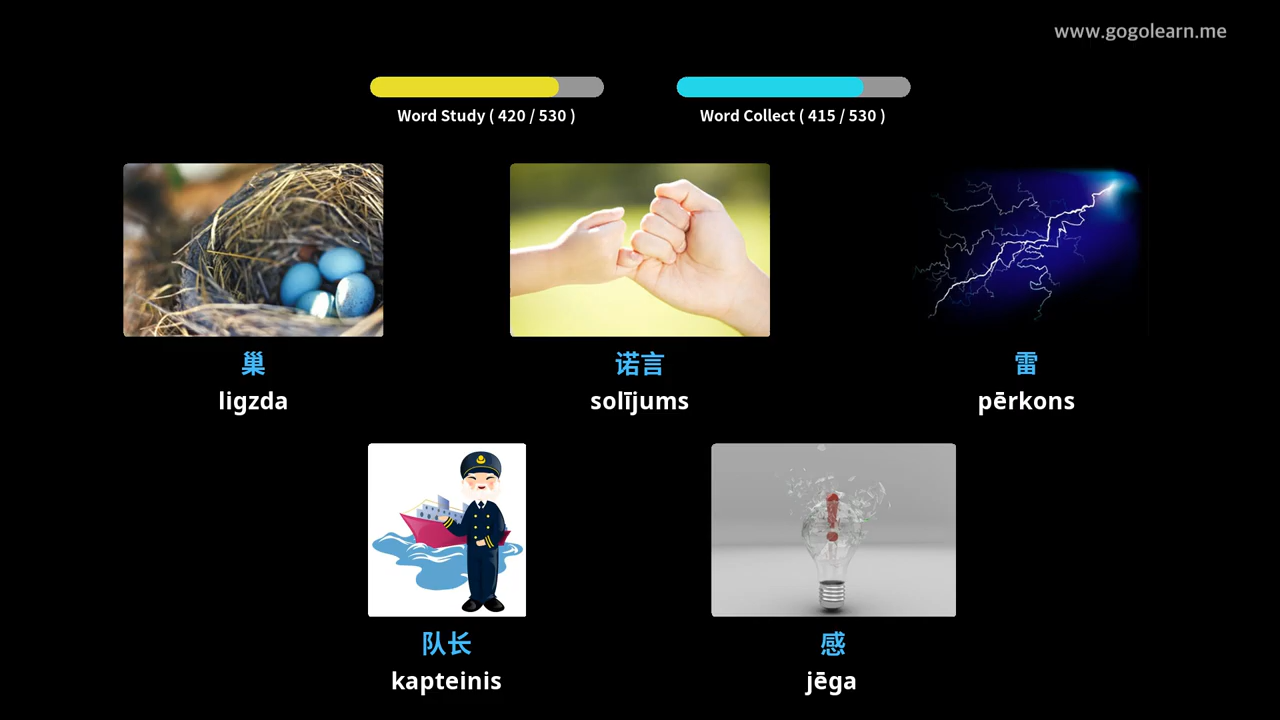 www.gogolearn.me
Word Study ( 420 / 530 )
Word Collect ( 415 / 530 )
巢
诺言
雷
ligzda
solījums
pērkons
队长
感
kapteinis
jēga